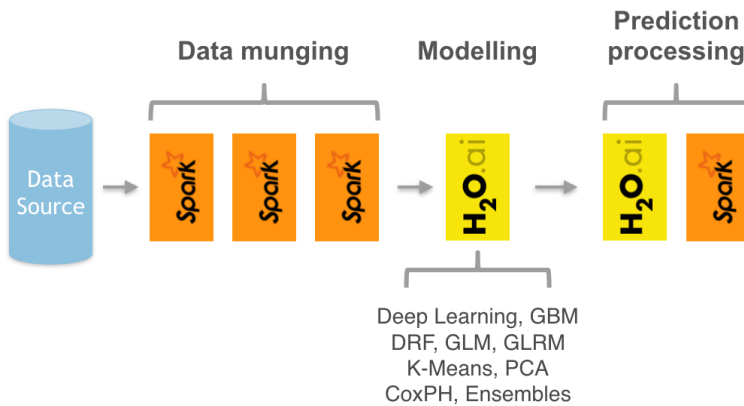 Data munging
Modelling
Prediction
processing
Data
Source
Spark
Spark
Spark
H2O.ai
H2O.ai
Spark
Deep Learning, GBM
DRF, GLM, GLRM
K-Means, PCA
CoxPH, Ensembles